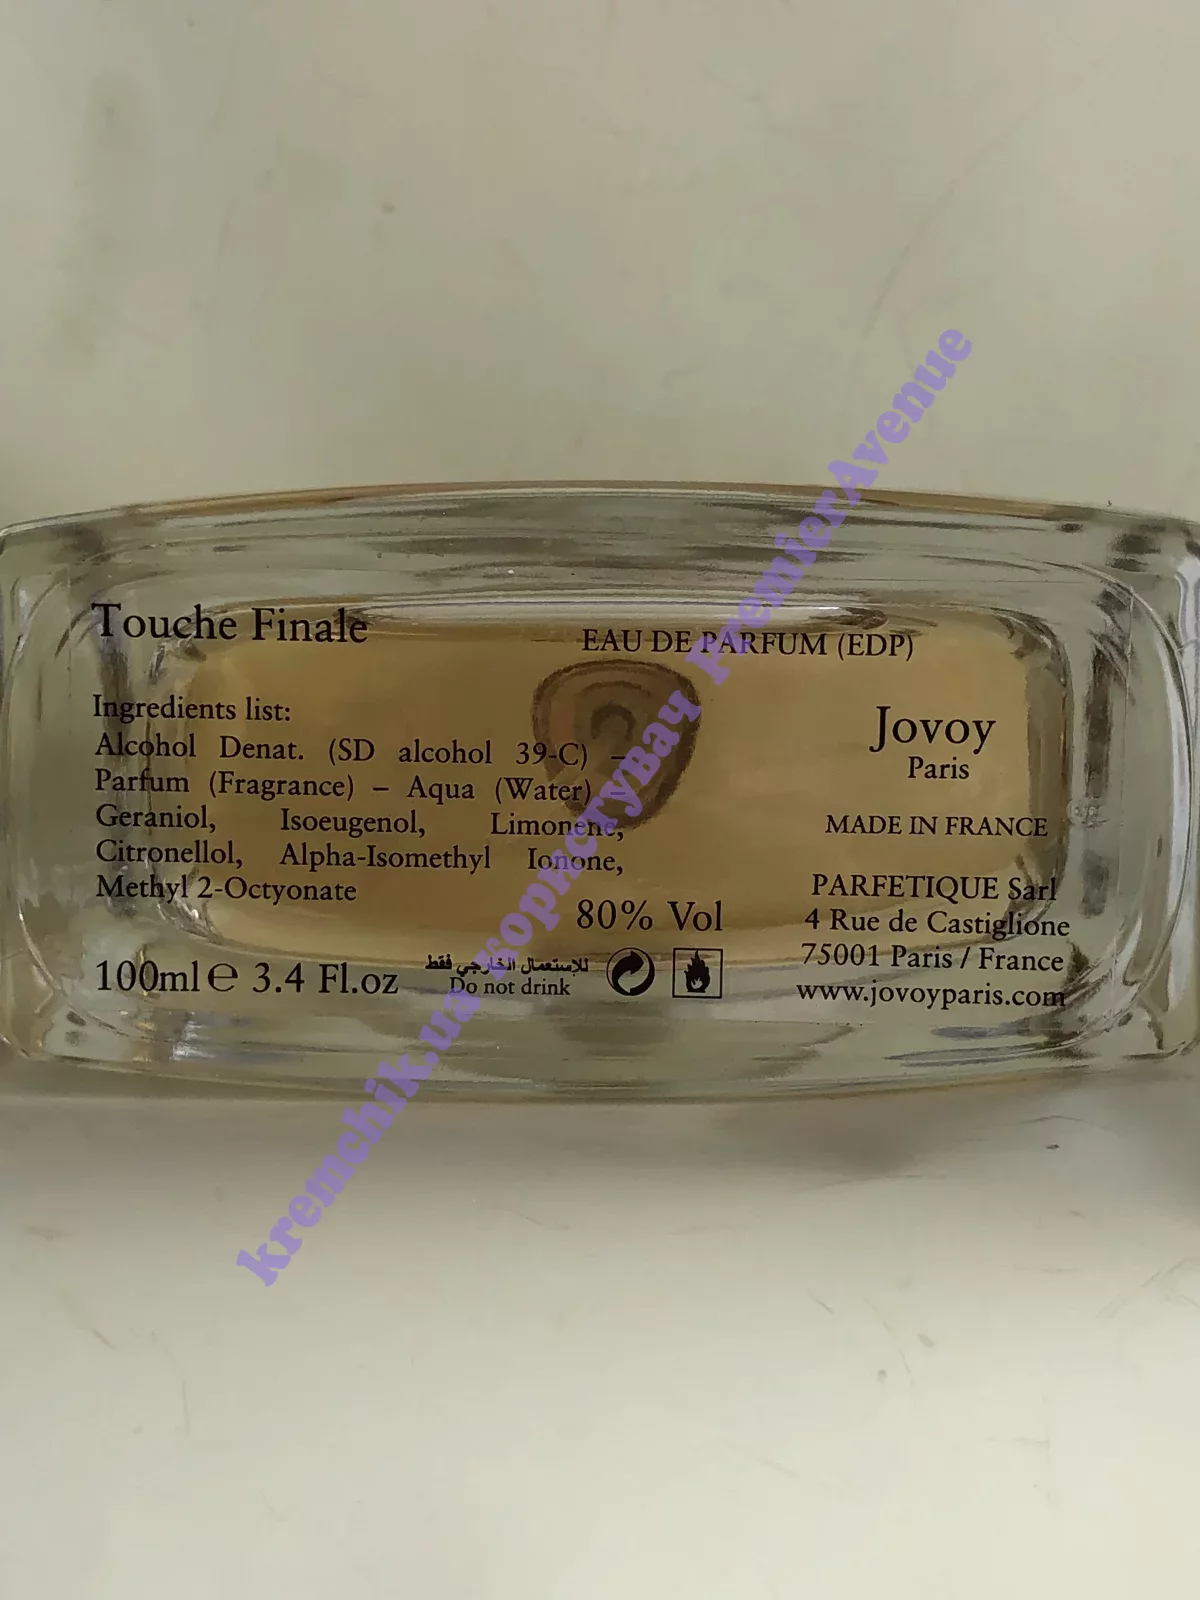 Touche Finale
EAU DE PARFUM (EDP)
Ingredients list:
Alcohol Denat. (SD alcohol 39-C) –
Parfum (Fragrance) – Aqua (Water) –
Geraniol, Isoeugenol, Limonene,
Citronellol, Alpha-Isomethyl Ionone,
Methyl 2-Octyonate
80% Vol
100ml e 3.4 Fl.oz
للإستعمال الخارجي فقط
Do not drink
Jovoy
Paris
MADE IN FRANCE
PARFETIQUE Sarl
4 Rue de Castiglione
75001 Paris / France
www.jovoyparis.com
kremchik.ua користуВач PremierAvenue